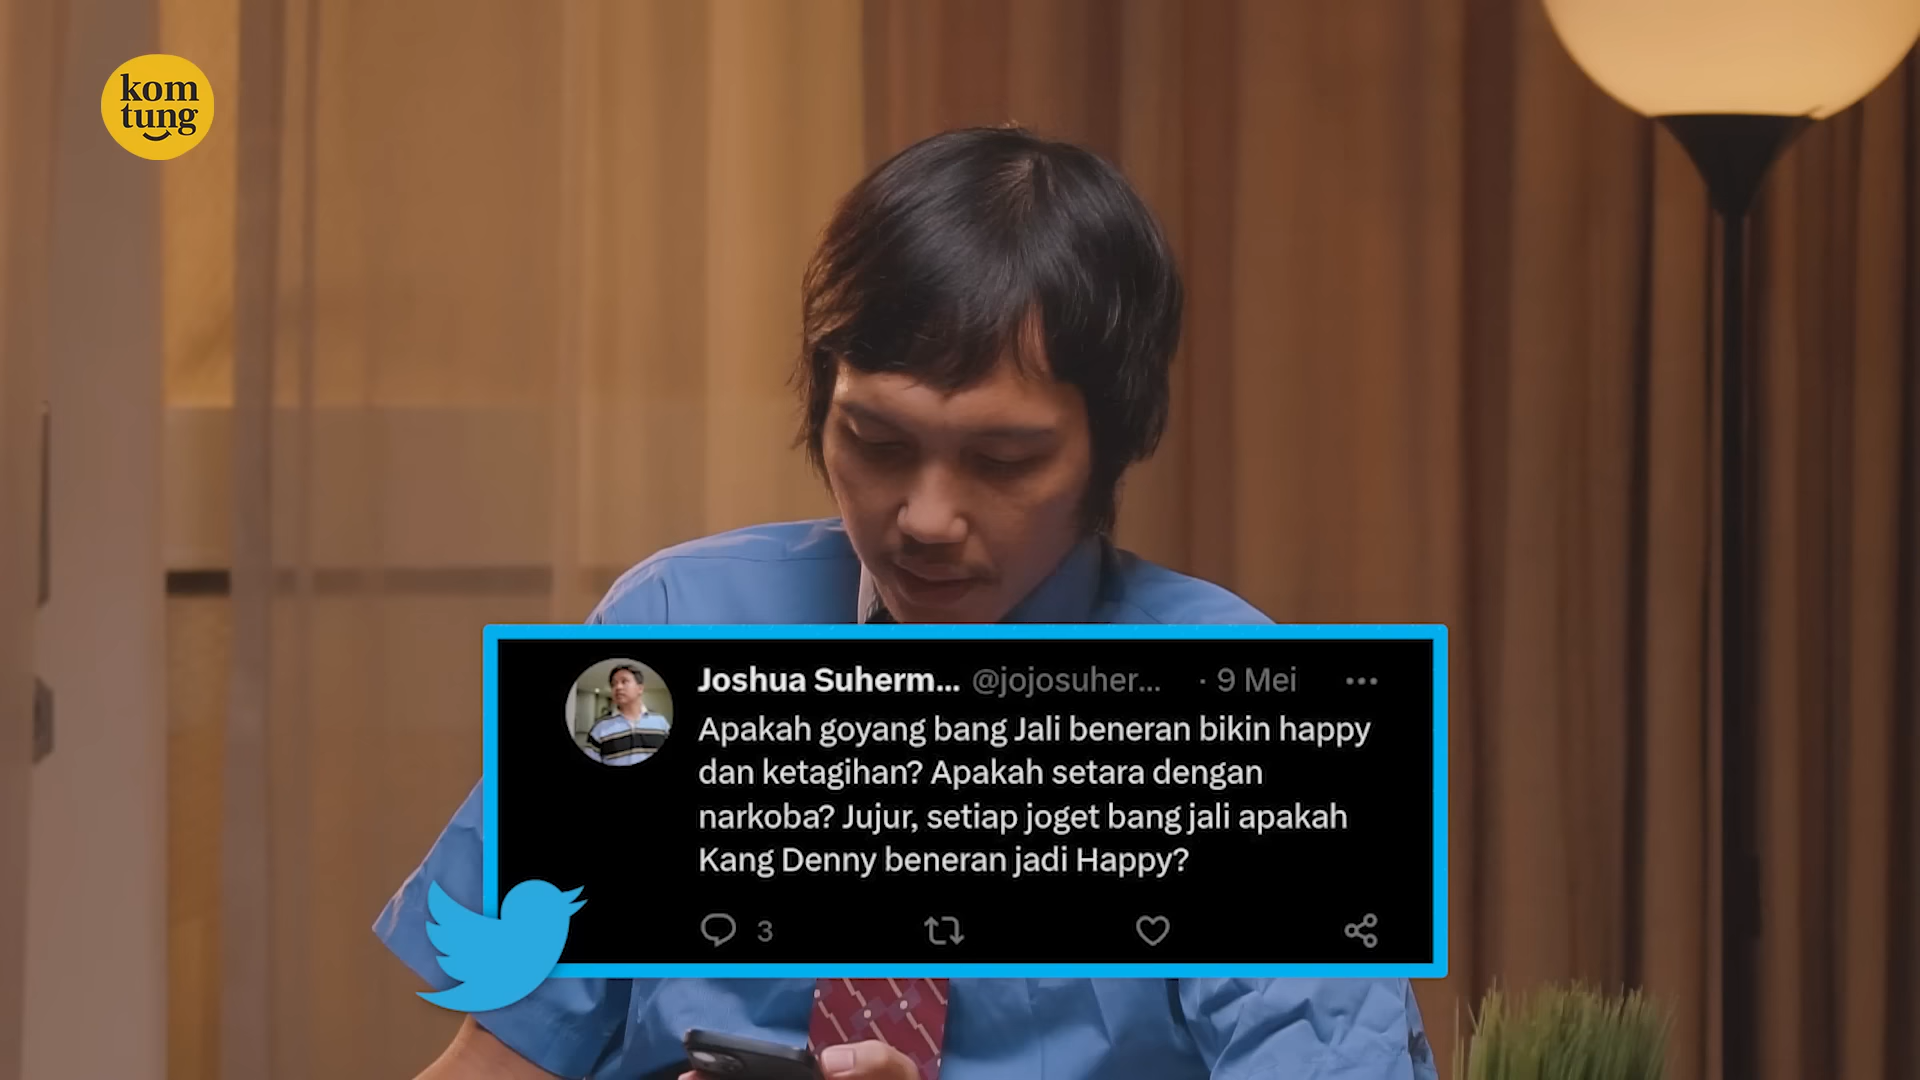 kom
tung
Joshua Suherm... @jojosuher... · 9 Mei
Apakah goyang bang Jali beneran bikin happy
dan ketagihan? Apakah setara dengan
narkoba? Jujur, setiap joget bang jali apakah
Kang Denny beneran jadi Happy?
3